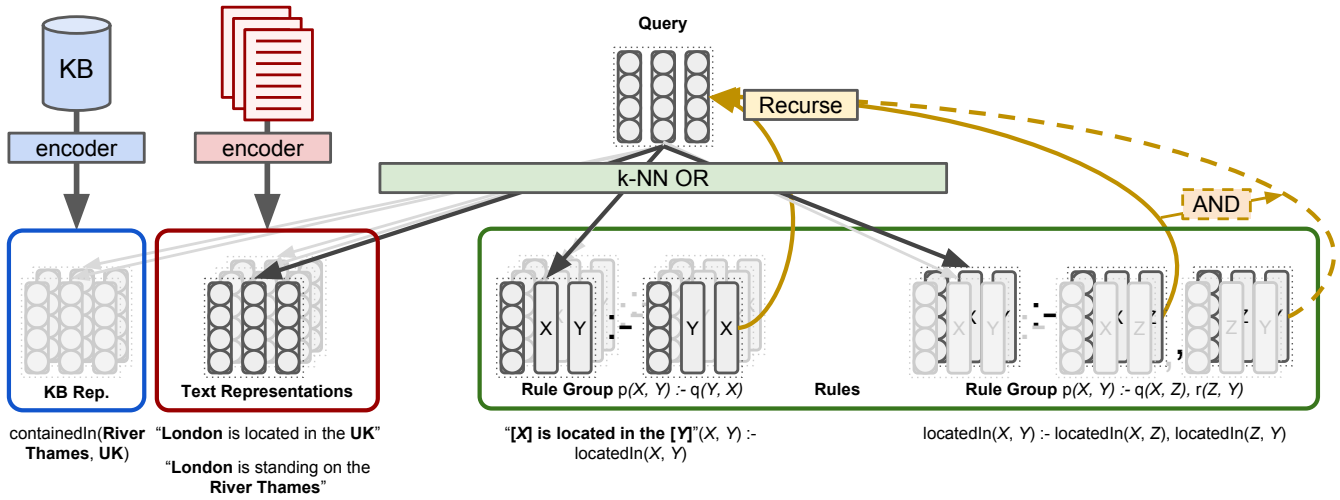 Query
KB
Recurse
encoder
encoder
k-NN OR
AND
X Y X Y :- Y X
X Y X Y :- X Z X Z , Z Y Z Y
KB Rep.
Text Representations
Rule Group p(X, Y) :- q(Y, X)
Rules
Rule Group p(X, Y) :- q(X, Z), r(Z, Y)
containedIn(River
Thames, UK)
“London is located in the UK”
“London is standing on the
River Thames”
“[X] is located in the [Y]”(X, Y) :-
locatedIn(X, Y)
locatedIn(X, Y) :- locatedIn(X, Z), locatedIn(Z, Y)